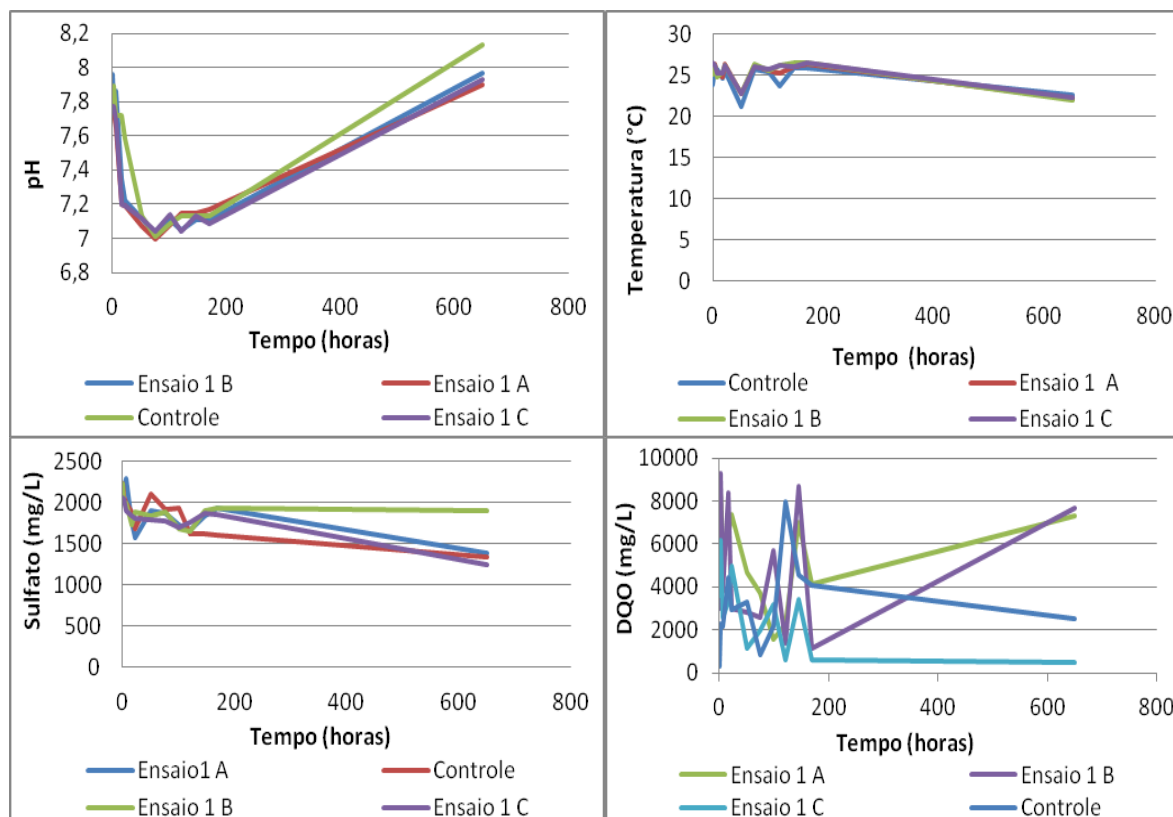 pH
8,2
8
7,8
7,6
7,4
7,2
7
6,8
0 200 400 600 800
Tempo (horas)
Ensaio 1 B Ensaio 1 A
Controle Ensaio 1 C
Temperatura (°C)
30
25
20
15
10
5
0
0 200 400 600 800
Tempo (horas)
Controle Ensaio 1 A
Ensaio 1 B Ensaio 1 C
Sulfato (mg/L)
2500
2000
1500
1000
500
0
0 200 400 600 800
Tempo (horas)
Ensaio1 A Controle
Ensaio 1 B Ensaio 1 C
DQO (mg/L)
10000
8000
6000
4000
2000
0
0 200 400 600 800
Tempo (horas)
Ensaio 1 A Ensaio 1 B
Ensaio 1 C Controle